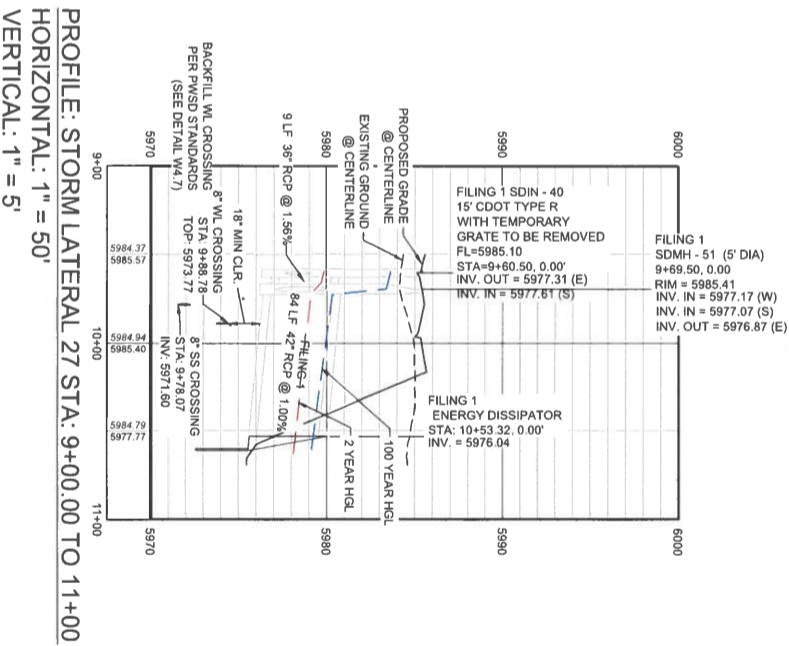 FILING 1
SDMH - 51 (5' DIA)
9+69.50, 0.00
RIM = 5985.41
INV. IN = 5977.17 (W)
INV. IN = 5977.07 (S)
INV. OUT = 5976.87 (E)
FILING 1 SDIN - 40
15' CDOT TYPE R
WITH TEMPORARY
GRATE TO BE REMOVED
FL=5985.10
STA=9+60.50, 0.00'
INV. OUT = 5977.31 (E)
INV. IN = 5977.61 (S)
FILING 1
ENERGY DISSIPATOR
STA: 10+53.32, 0.00'
INV. = 5976.04
6000
6000
5990
5990
5980
5980
5970
5970
PROPOSED GRADE
@ CENTERLINE
EXISTING GROUND
@ CENTERLINE
9 LF 36" RCP @ 1.56%
FILING 1
84 LF 42" RCP @ 1.00%
100 YEAR HGL
2 YEAR HGL
18" MIN CLR.
8" WL CROSSING
STA: 9+88.78
TOP: 5973.77
BACKFILL WL CROSSING
PER PWSD STANDARDS
(SEE DETAIL W4.7)
8" SS CROSSING
STA: 9+78.07
INV: 5971.60
5984.37
5985.57
5984.94
5985.40
5984.79
5977.77
9+00
10+00
11+00
PROFILE: STORM LATERAL 27 STA: 9+00.00 TO 11+00
HORIZONTAL: 1" = 50'
VERTICAL: 1" = 5'